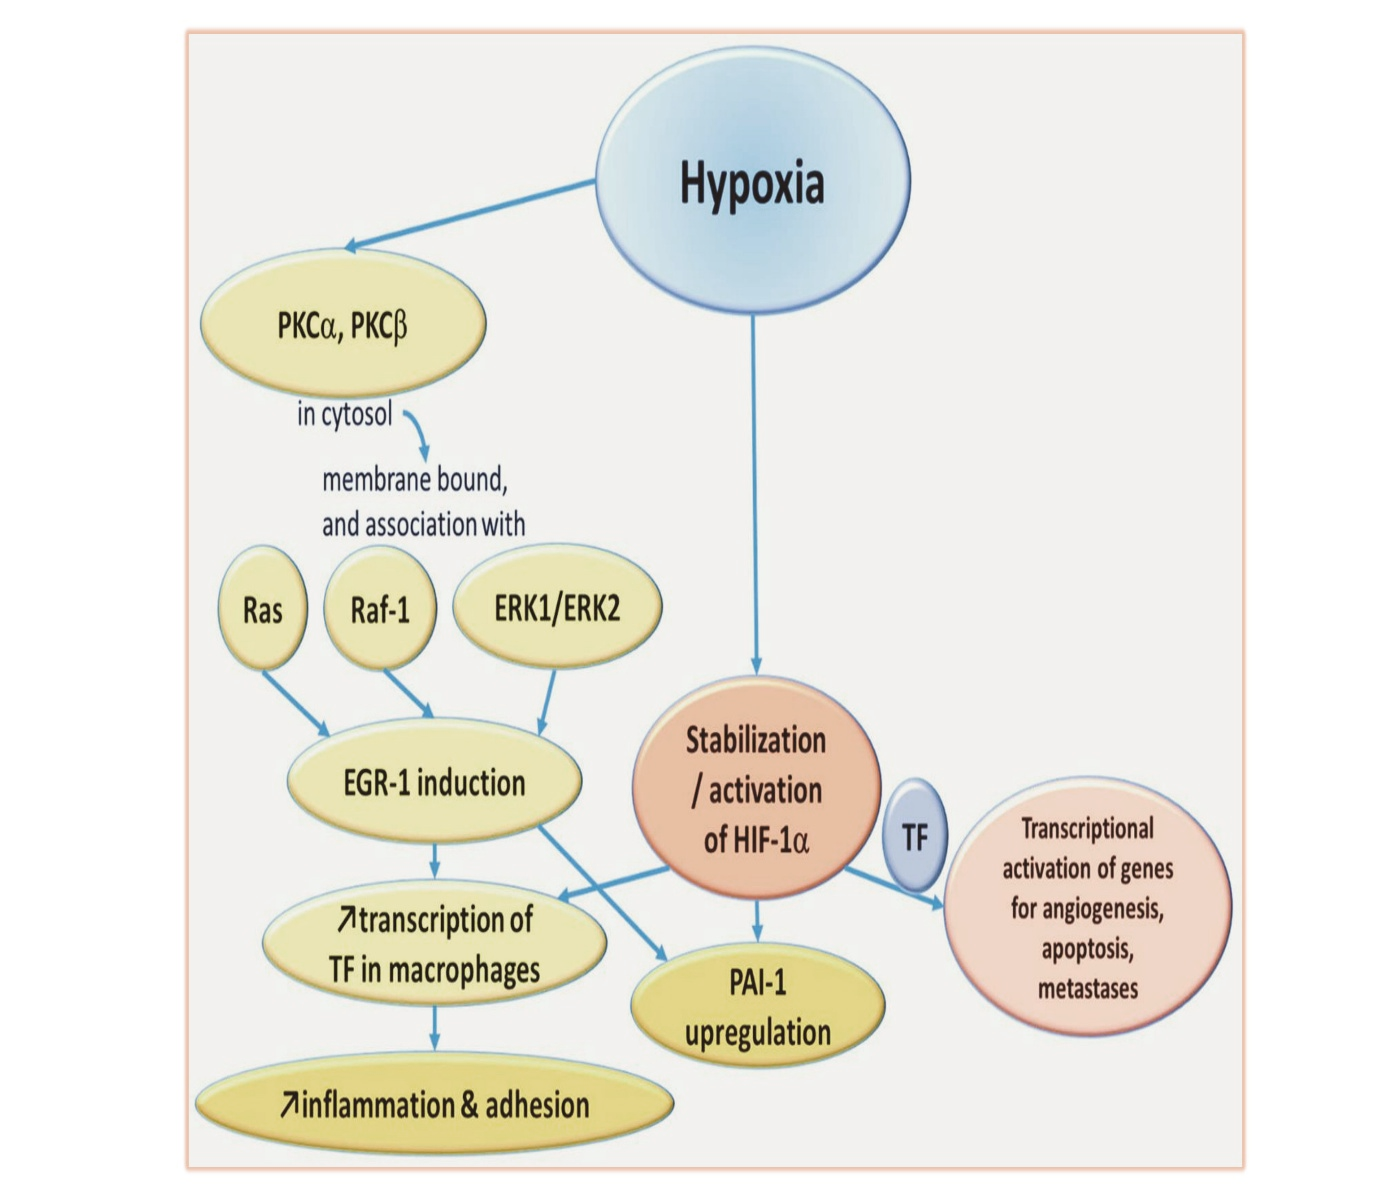 Hypoxia
PKCα, PKCβ
in cytosol
membrane bound,
and association with
Ras
Raf-1
ERK1/ERK2
EGR-1 induction
Stabilization
/ activation
of HIF-1α
TF
Transcriptional
activation of genes
for angiogenesis,
apoptosis,
metastases
↗transcription of
TF in macrophages
PAI-1
upregulation
↗inflammation & adhesion